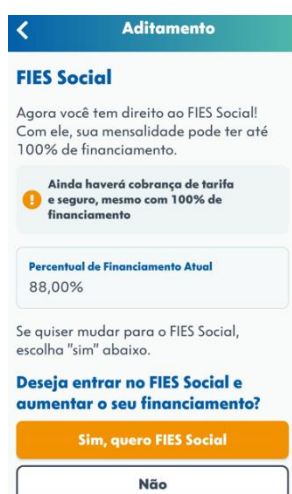 Aditamento
FIES Social
Agora você tem direito ao FIES Social!
Com ele, sua mensalidade pode ter até
100% de financiamento.
Ainda haverá cobrança de tarifa
e seguro, mesmo com 100% de
financiamento
Percentual de Financiamento Atual
88,00%
Se quiser mudar para o FIES Social,
escolha "sim" abaixo.
Deseja entrar no FIES Social e
aumentar o seu financiamento?
Sim, quero FIES Social
Não